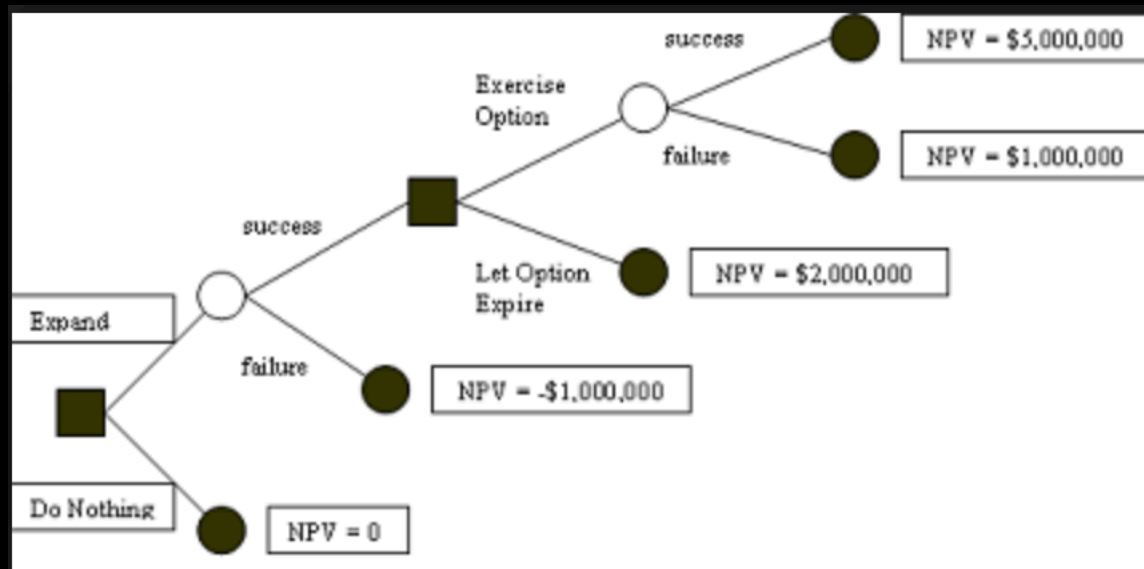 success
NPV = $5,000,000
Exercise
Option
failure
NPV = $1,000,000
success
Let Option
Expire
NPV = $2,000,000
Expand
failure
NPV = -$1,000,000
Do Nothing
NPV = 0